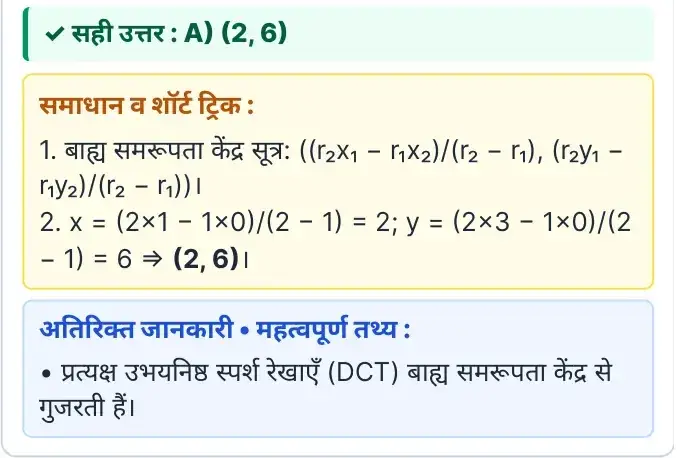 ✓ सही उत्तर : A) (2, 6)
समाधान व शॉर्ट ट्रिक :
1. बाह्य समरूपता केंद्र सूत्र: ((r₂x₁ − r₁x₂)/(r₂ − r₁), (r₂y₁ −
r₁y₂)/(r₂ − r₁))।
2. x = (2×1 − 1×0)/(2 − 1) = 2; y = (2×3 − 1×0)/(2
− 1) = 6 ⇒ (2, 6)।
अतिरिक्त जानकारी • महत्वपूर्ण तथ्य :
• प्रत्यक्ष उभयनिष्ठ स्पर्श रेखाएँ (DCT) बाह्य समरूपता केंद्र से
गुजरती हैं।